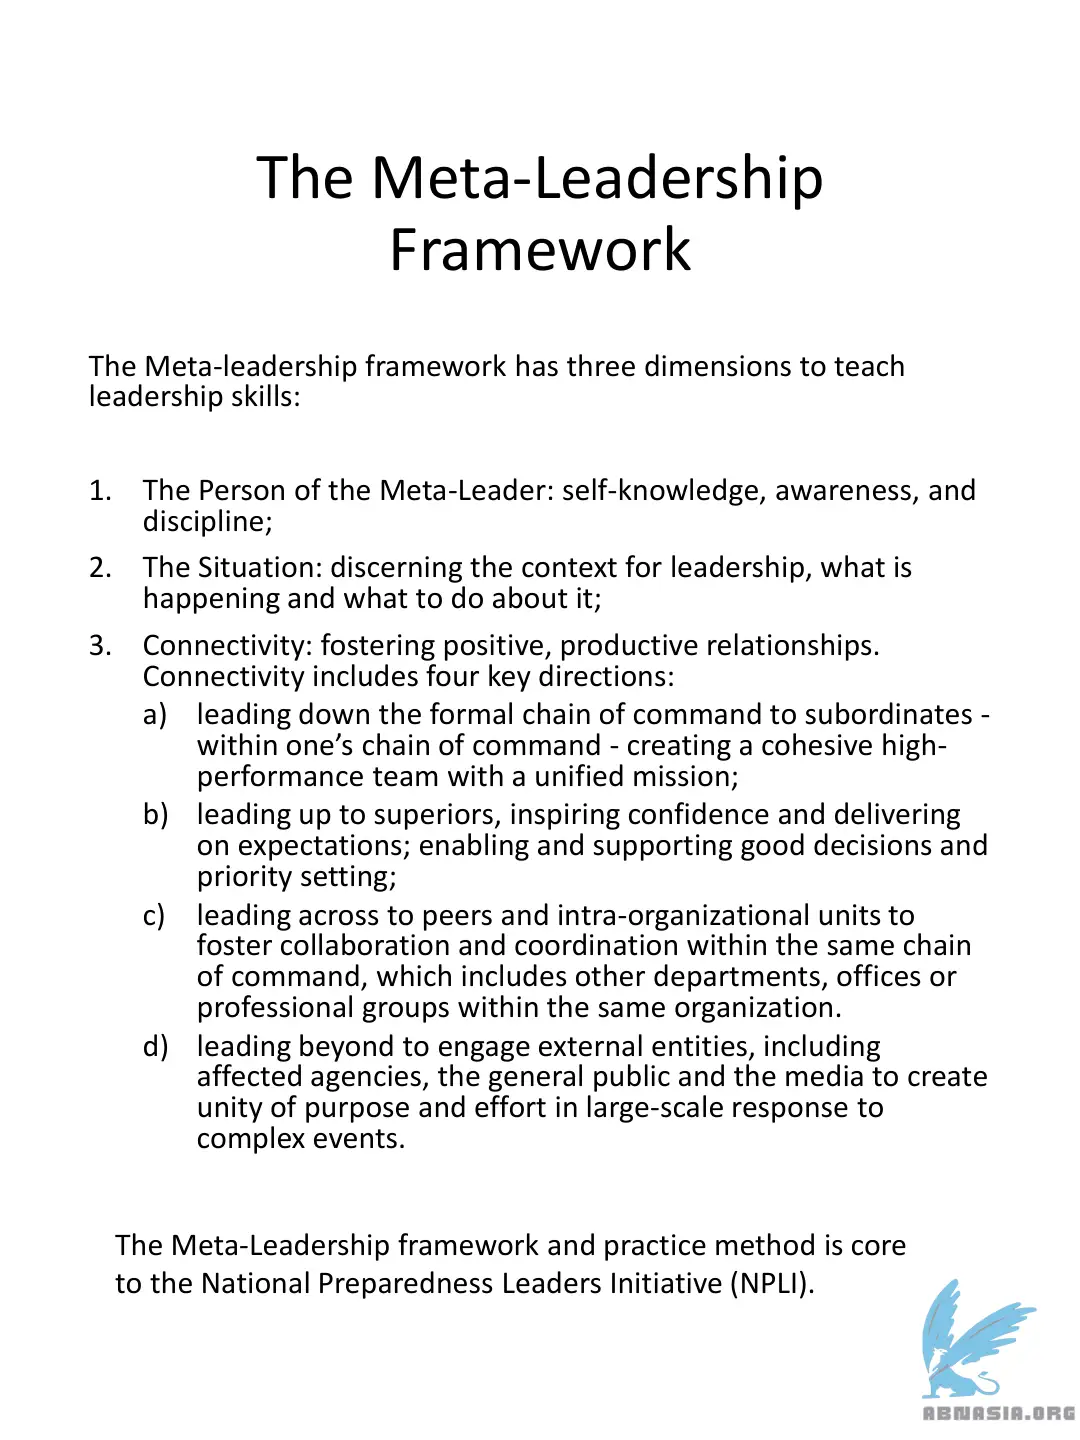 The Meta-Leadership
Framework
The Meta-leadership framework has three dimensions to teach
leadership skills:
1. The Person of the Meta-Leader: self-knowledge, awareness, and
discipline;
2. The Situation: discerning the context for leadership, what is
happening and what to do about it;
3. Connectivity: fostering positive, productive relationships.
Connectivity includes four key directions:
a) leading down the formal chain of command to subordinates -
within one’s chain of command - creating a cohesive high-
performance team with a unified mission;
b) leading up to superiors, inspiring confidence and delivering
on expectations; enabling and supporting good decisions and
priority setting;
c) leading across to peers and intra-organizational units to
foster collaboration and coordination within the same chain
of command, which includes other departments, offices or
professional groups within the same organization.
d) leading beyond to engage external entities, including
affected agencies, the general public and the media to create
unity of purpose and effort in large-scale response to
complex events.
The Meta-Leadership framework and practice method is core
to the National Preparedness Leaders Initiative (NPLI).
ABNASIA.ORG